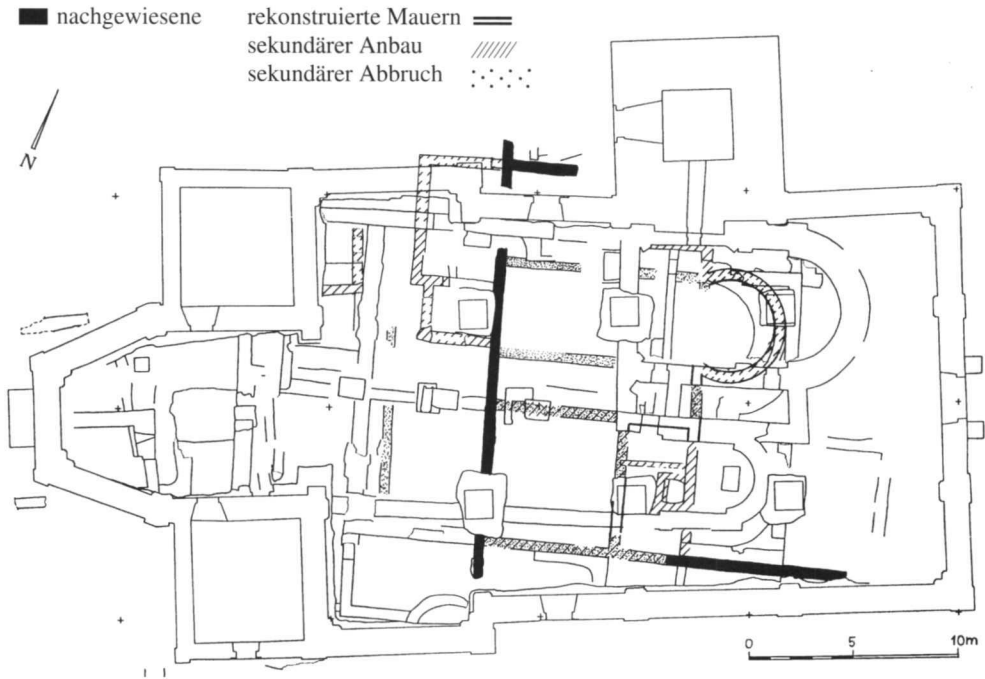 nachgewiesene rekonstruierte Mauern
sekundärer Anbau
sekundärer Abbruch
N
0 5 10m